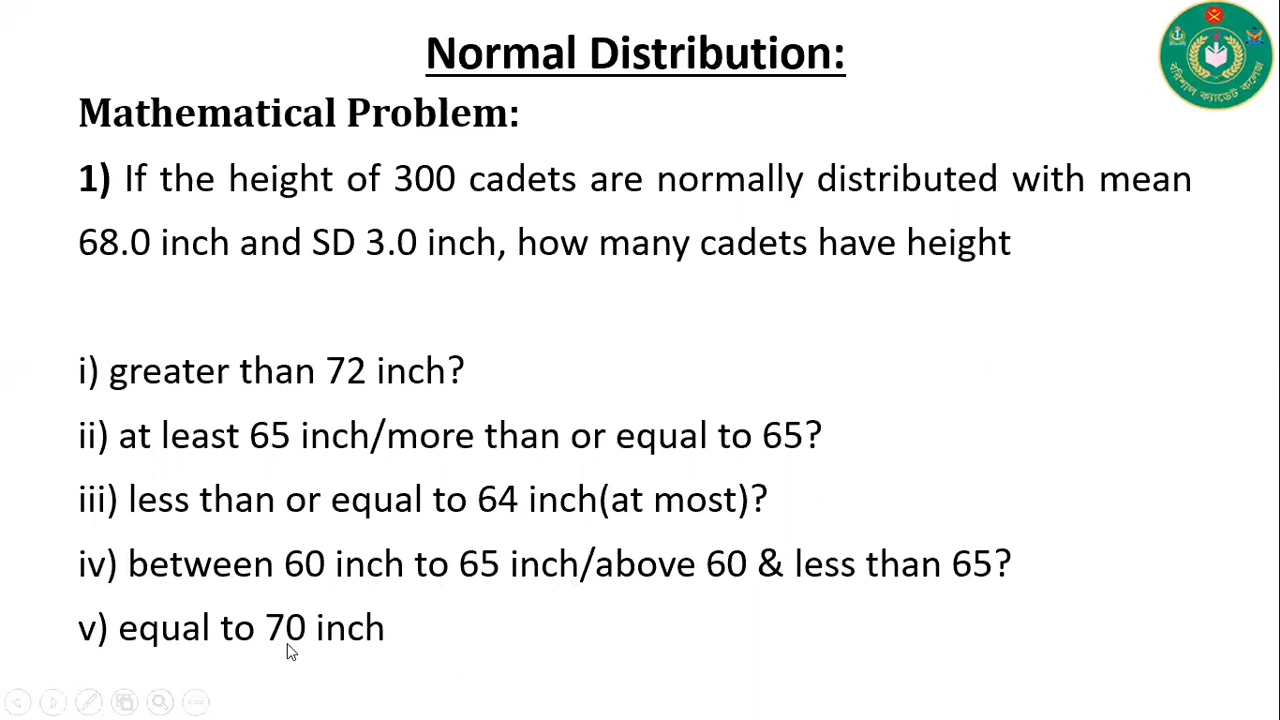 Normal Distribution:
Mathematical Problem:
1) If the height of 300 cadets are normally distributed with mean
68.0 inch and SD 3.0 inch, how many cadets have height
i) greater than 72 inch?
ii) at least 65 inch/more than or equal to 65?
iii) less than or equal to 64 inch(at most)?
iv) between 60 inch to 65 inch/above 60 & less than 65?
v) equal to 70 inch
বরিশাল ক্যাডেট কলেজ